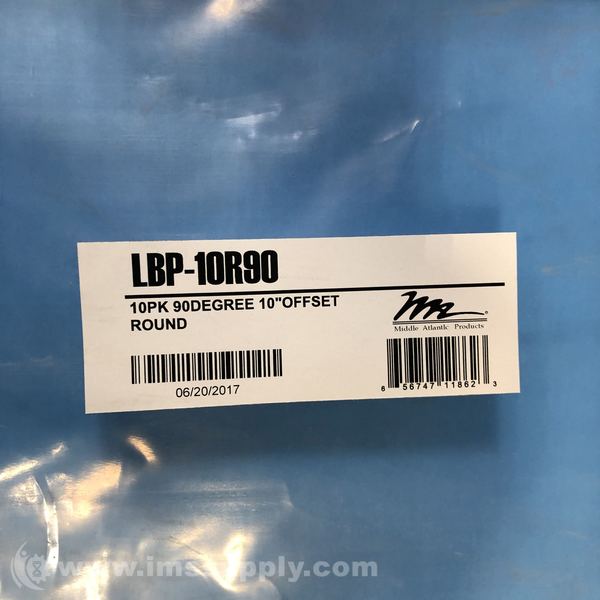 LBP-10R90
10PK 90DEGREE 10"OFFSET
ROUND
Middle Atlantic Products
06/20/2017
6 56747 11862 3
www.imssupply.com